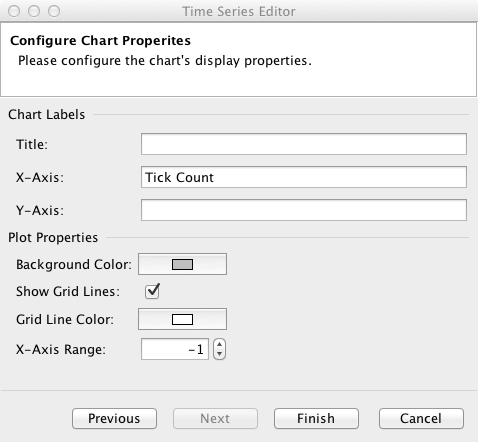 Time Series Editor
Configure Chart Properites
Please configure the chart's display properties.
Chart Labels
Title:
X-Axis: Tick Count
Y-Axis:
Plot Properties
Background Color:
Show Grid Lines:
Grid Line Color:
X-Axis Range: -1
Previous Next Finish Cancel